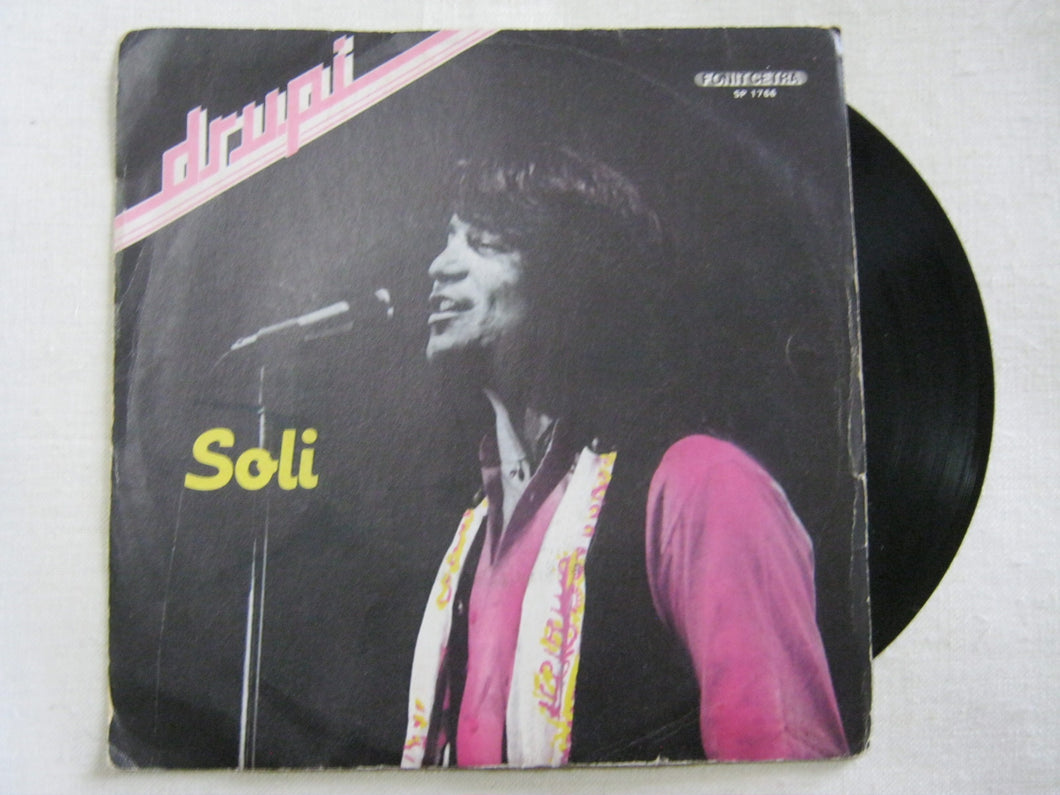 drupi
FONIT CETRA
SP 1766
Soli